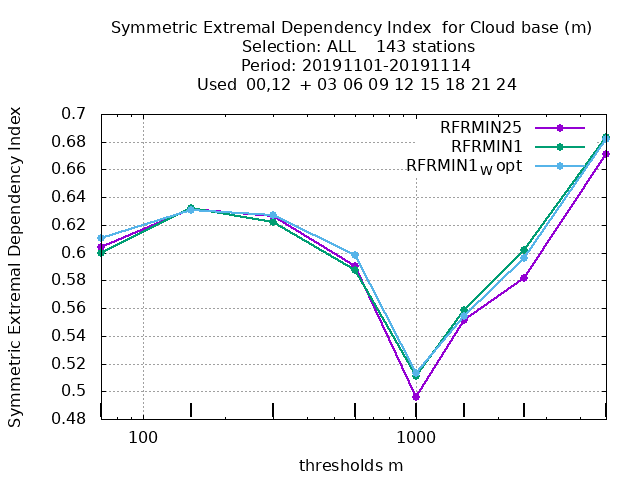 Symmetric Extremal Dependency Index  for Cloud base (m)
Selection: ALL    143 stations
Period: 20191101-20191114
Used  00,12  + 03 06 09 12 15 18 21 24
Symmetric Extremal Dependency Index
0.7
0.68
0.66
0.64
0.62
0.6
0.58
0.56
0.54
0.52
0.5
0.48
RFRMIN25
RFRMIN1
RFRMIN1W opt
100
1000
thresholds m